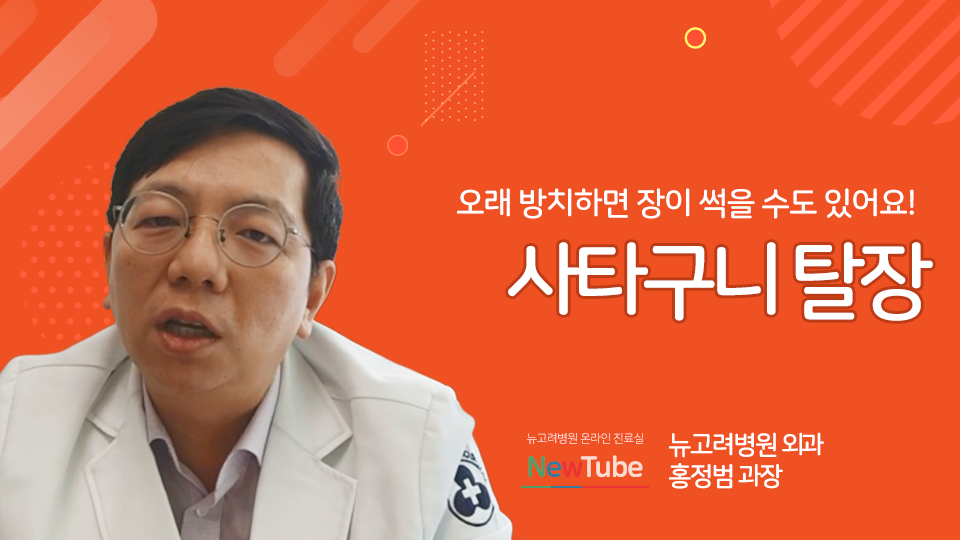 오래 방치하면 장이 썩을 수도 있어요!
사타구니 탈장
뉴고려병원 온라인 진료실
NewTube
뉴고려병원 외과
홍정범 과장